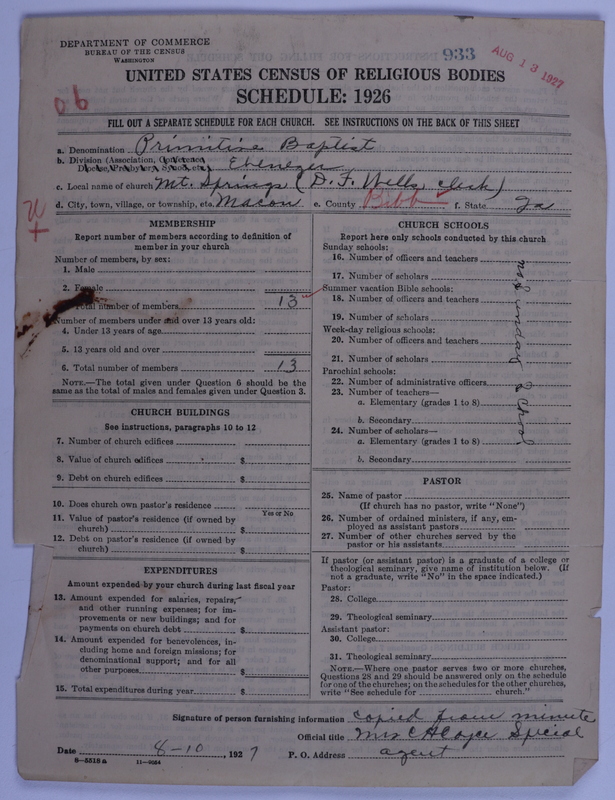 DEPARTMENT OF COMMERCE
BUREAU OF THE CENSUS
WASHINGTON
933
AUG 13 1927
UNITED STATES CENSUS OF RELIGIOUS BODIES
SCHEDULE: 1926
FILL OUT A SEPARATE SCHEDULE FOR EACH CHURCH. SEE INSTRUCTIONS ON THE BACK OF THIS SHEET
a. Denomination Primitive Baptist
b. Division (Association, Conference, Diocese, Presbytery, Synod, etc.) Ebenezer
c. Local name of church Mt. Springs (D. F. Wells clerk)
d. City, town, village, or township, etc. Macon e. County Bibb f. State Ga
MEMBERSHIP
Report number of members according to definition of
member in your church
Number of members, by sex:
1. Male
2. Female
Total number of members 13
Number of members under and over 13 years old:
4. Under 13 years of age
5. 13 years old and over
6. Total number of members 13
NOTE.—The total given under Question 6 should be the
same as the total of males and females given under Question 3.
CHURCH BUILDINGS
See instructions, paragraphs 10 to 12
7. Number of church edifices
8. Value of church edifices $
9. Debt on church edifices $
10. Does church own pastor's residence
Yes or No
11. Value of pastor's residence (if owned by
church) $
12. Debt on pastor's residence (if owned by
church) $
EXPENDITURES
Amount expended by your church during last fiscal year
13. Amount expended for salaries, repairs,
and other running expenses; for im-
provements or new buildings; and for
payments on church debt $
14. Amount expended for benevolences, in-
cluding home and foreign missions; for
denominational support; and for all
other purposes $
15. Total expenditures during year $
CHURCH SCHOOLS
Report here only schools conducted by this church
Sunday schools:
16. Number of officers and teachers
17. Number of scholars
Summer vacation Bible schools:
18. Number of officers and teachers
19. Number of scholars
Week-day religious schools:
20. Number of officers and teachers
21. Number of scholars
Parochial schools:
22. Number of administrative officers
23. Number of teachers—
a. Elementary (grades 1 to 8)
b. Secondary
24. Number of scholars—
a. Elementary (grades 1 to 8)
b. Secondary
no Sunday School
PASTOR
25. Name of pastor
(If church has no pastor, write "None")
26. Number of ordained ministers, if any, em-
ployed as assistant pastors
27. Number of other churches served by the
pastor or his assistants
If pastor (or assistant pastor) is a graduate of a college or
theological seminary, give name of institution below. (If
not a graduate, write "No" in the space indicated.)
Pastor:
28. College
29. Theological seminary
Assistant pastor:
30. College
31. Theological seminary
NOTE.—Where one pastor serves two or more churches,
Questions 28 and 29 should be answered only on the schedule
for one of the churches; on the schedules for the other churches,
write "See schedule for church."
Signature of person furnishing information copied from minute
Official title Mrs Special
Date 8-10, 1927 P. O. Address agent
8-5518a 11-9054